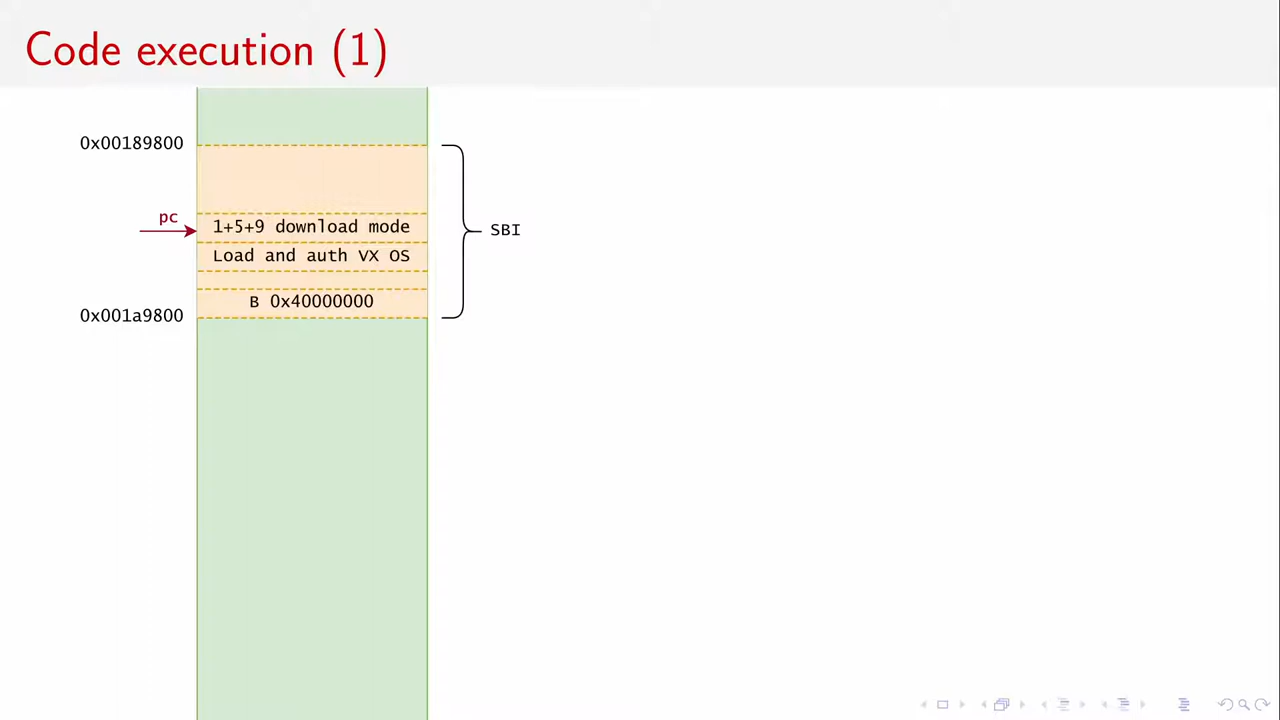 Code execution (1)
0x00189800
pc
1+5+9 download mode
SBI
Load and auth VX OS
B 0x40000000
0x001a9800